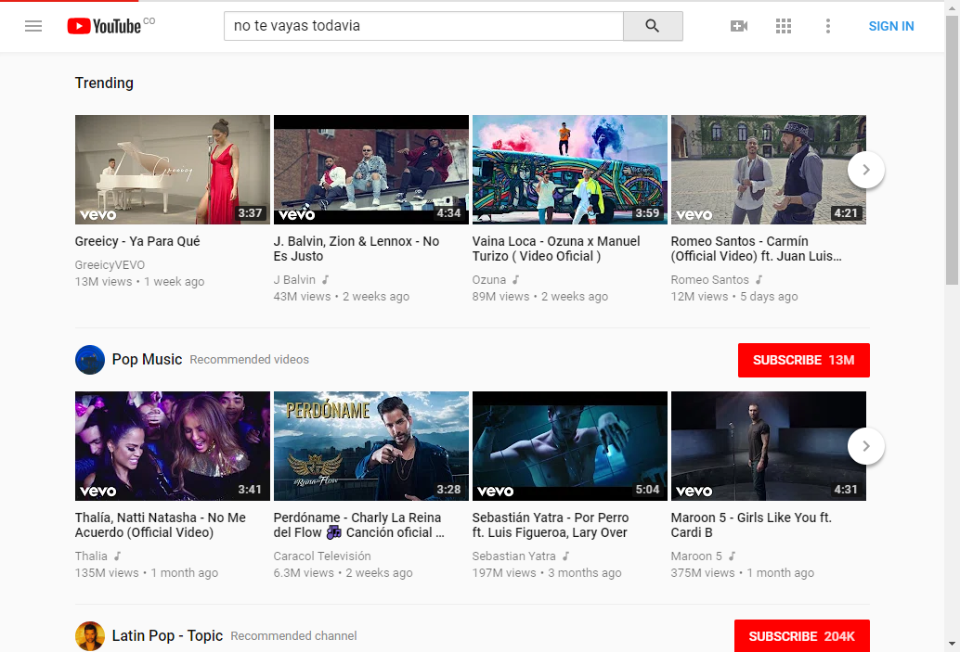 YouTube CO
no te vayas todavia
SIGN IN
Trending
Greeicy
vevo
3:37
vevo
4:34
3:59
vevo
4:21
Greeicy - Ya Para Qué
GreeicyVEVO
13M views • 1 week ago
J. Balvin, Zion & Lennox - No
Es Justo
J Balvin
43M views • 2 weeks ago
Vaina Loca - Ozuna x Manuel
Turizo ( Video Oficial )
Ozuna
89M views • 2 weeks ago
Romeo Santos - Carmín
(Official Video) ft. Juan Luis...
Romeo Santos
12M views • 5 days ago
Pop Music Recommended videos
SUBSCRIBE 13M
vevo
3:41
PERDÓNAME
La Reina del Flow
3:28
vevo
5:04
vevo
4:31
Thalía, Natti Natasha - No Me
Acuerdo (Official Video)
Thalia
135M views • 1 month ago
Perdóname - Charly La Reina
del Flow 🎶 Canción oficial ...
Caracol Televisión
6.3M views • 2 weeks ago
Sebastián Yatra - Por Perro
ft. Luis Figueroa, Lary Over
Sebastian Yatra
197M views • 3 months ago
Maroon 5 - Girls Like You ft.
Cardi B
Maroon 5
375M views • 1 month ago
Latin Pop - Topic Recommended channel
SUBSCRIBE 204K